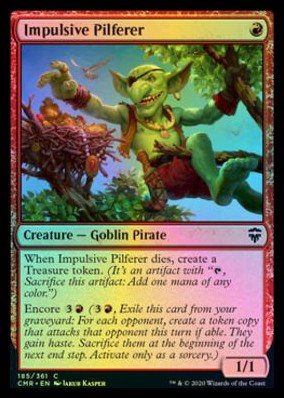 Impulsive Pilferer
Creature — Goblin Pirate
When Impulsive Pilferer dies, create a
Treasure token. (It's an artifact with "
Sacrifice this artifact: Add one mana of
any color.")
Encore 3 (3, Exile this card from your
graveyard: For each opponent, create a token copy
that attacks that opponent this turn if able. They
gain haste. Sacrifice them at the beginning of the
next end step. Activate only as a sorcery.)
1/1
185/361 C
CMR • EN Jakub Kasper
™ & © 2020 Wizards of the Coast